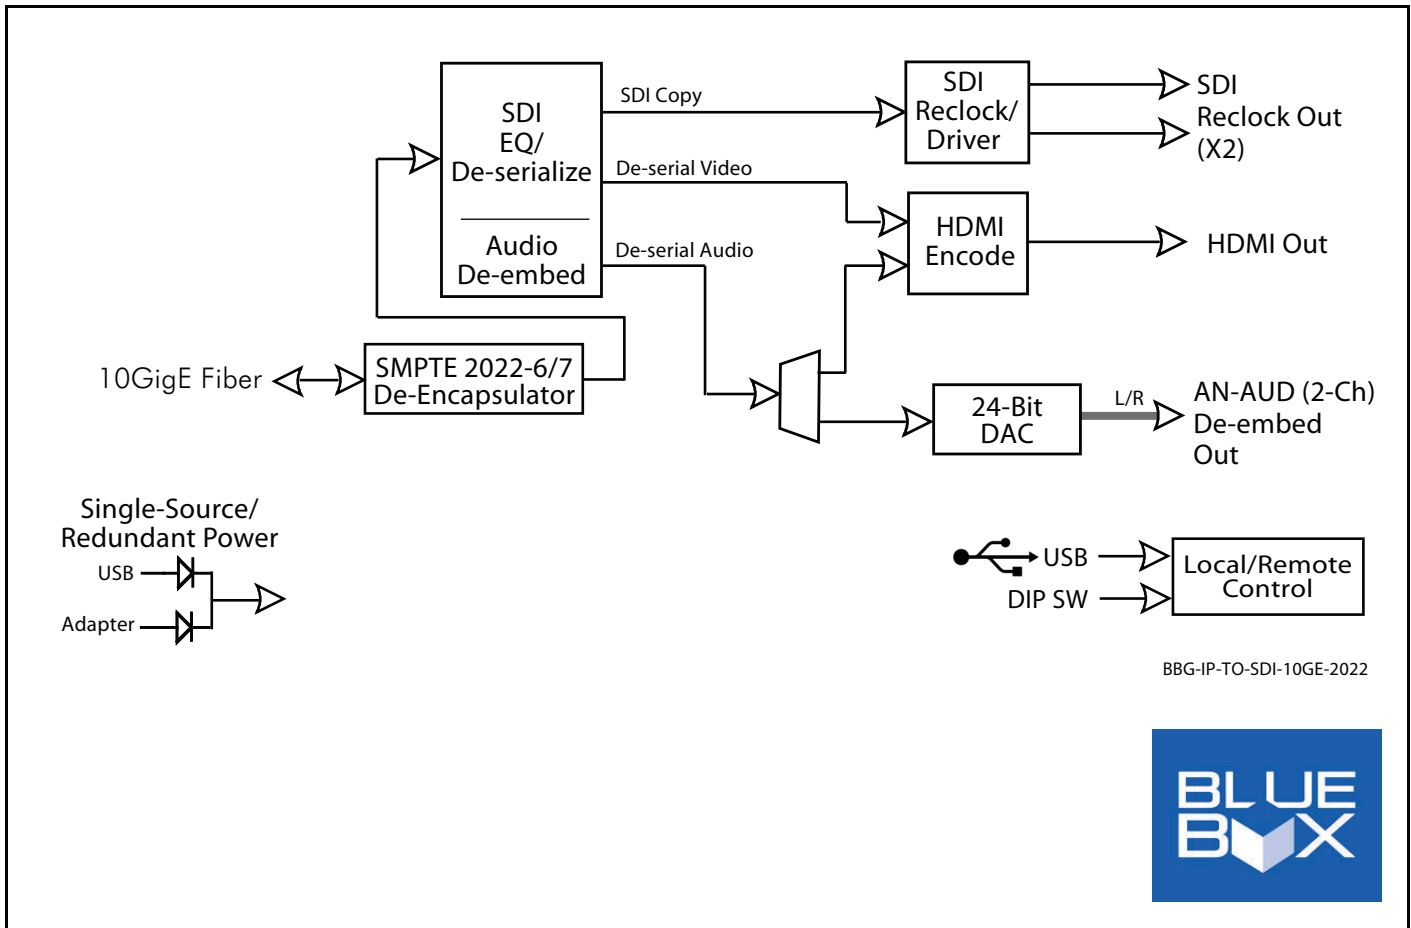 SDI
EQ/
De-serialize
Audio
De-embed
SDI Copy
De-serial Video
De-serial Audio
SDI
Reclock/
Driver
SDI
Reclock Out
(X2)
HDMI
Encode
HDMI Out
10GigE Fiber
SMPTE 2022-6/7
De-Encapsulator
24-Bit
DAC
L/R
AN-AUD (2-Ch)
De-embed
Out
Single-Source/
Redundant Power
USB
Adapter
USB
DIP SW
Local/Remote
Control
BBG-IP-TO-SDI-10GE-2022
BLUE
BOX